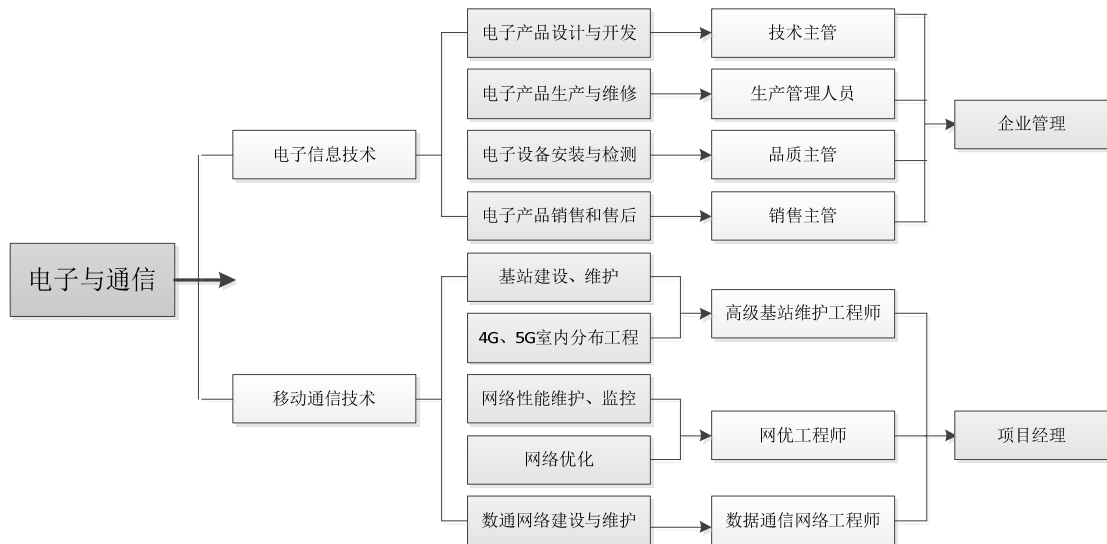 电子与通信
电子信息技术
移动通信技术
电子产品设计与开发
电子产品生产与维修
电子设备安装与检测
电子产品销售和售后
基站建设、维护
4G、5G室内分布工程
网络性能维护、监控
网络优化
数通网络建设与维护
技术主管
生产管理人员
品质主管
销售主管
高级基站维护工程师
网优工程师
数据通信网络工程师
企业管理
项目经理